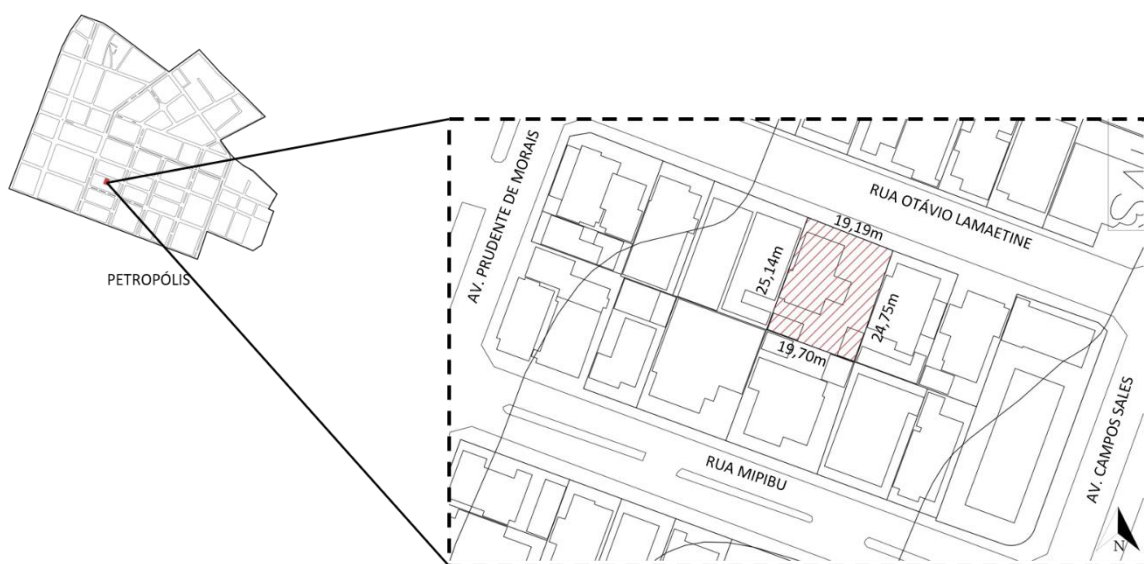 PETROPÓLIS
AV. PRUDENTE DE MORAIS
RUA OTÁVIO LAMAETINE
19,19m
25,14m
24,75m
19,70m
RUA MIPIBU
AV. CAMPOS SALES
N